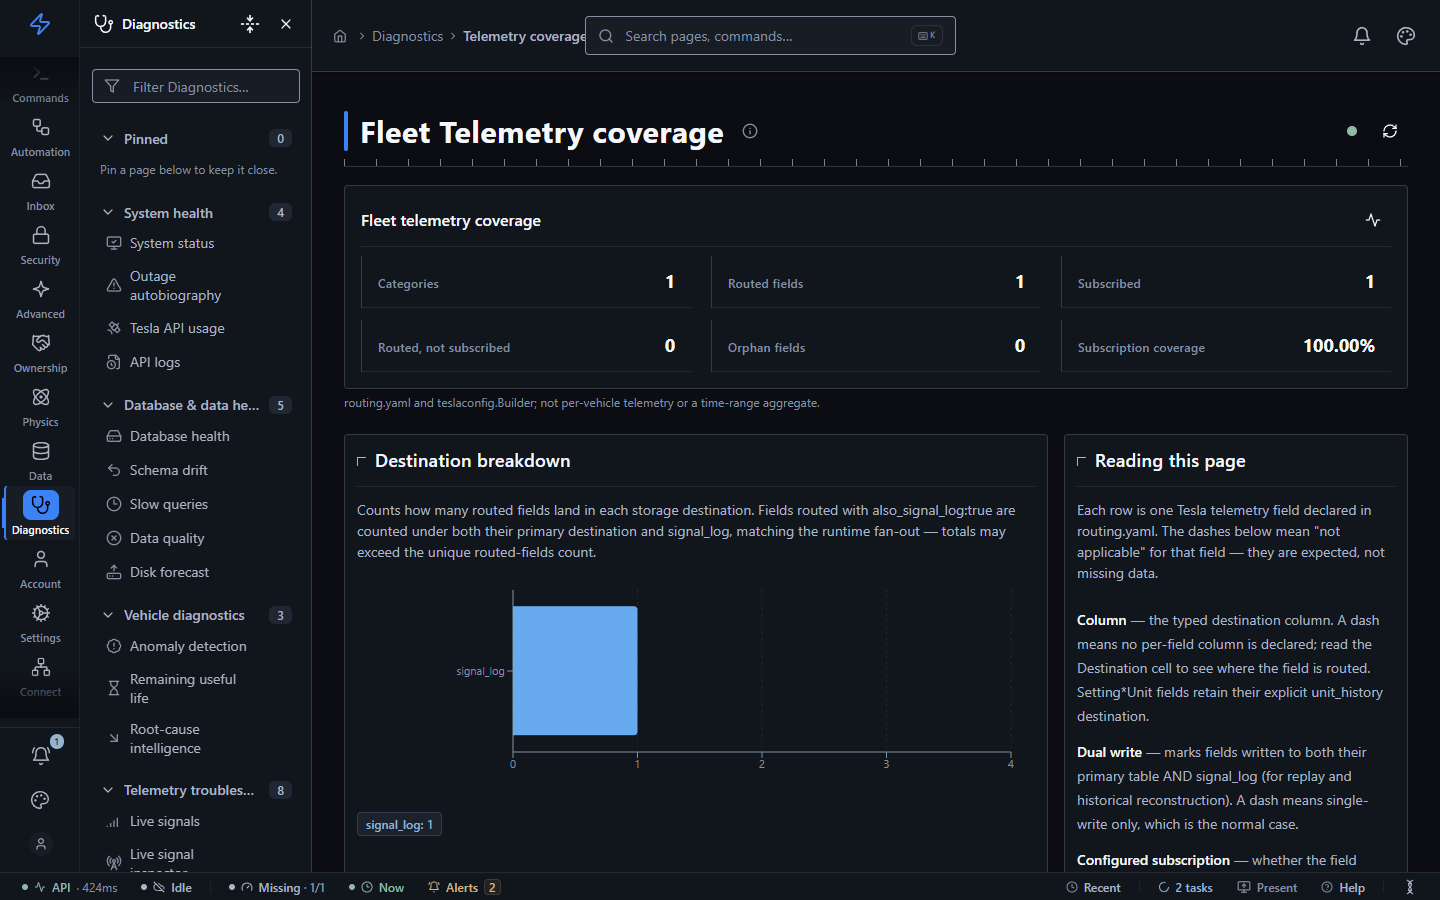 Diagnostics
Diagnostics
Telemetry coverage
Search pages, commands...
K
Commands
Automation
Inbox
Security
Advanced
Ownership
Physics
Data
Diagnostics
Account
Settings
Connect
1
Filter Diagnostics...
Pinned
0
Pin a page below to keep it close.
System health
4
System status
Outage
autobiography
Tesla API usage
API logs
Database & data he...
5
Database health
Schema drift
Slow queries
Data quality
Disk forecast
Vehicle diagnostics
3
Anomaly detection
Remaining useful
life
Root-cause
intelligence
Telemetry troubles...
8
Live signals
Live signal
inspector
Fleet Telemetry coverage
Fleet telemetry coverage
Categories
1
Routed fields
1
Subscribed
1
Routed, not subscribed
0
Orphan fields
0
Subscription coverage
100.00%
routing.yaml and teslaconfig.Builder; not per-vehicle telemetry or a time-range aggregate.
Destination breakdown
Counts how many routed fields land in each storage destination. Fields routed with also_signal_log:true are
counted under both their primary destination and signal_log, matching the runtime fan-out — totals may
exceed the unique routed-fields count.
signal_log
0
1
2
3
4
signal_log: 1
Reading this page
Each row is one Tesla telemetry field declared in
routing.yaml. The dashes below mean "not
applicable" for that field — they are expected, not
missing data.
Column — the typed destination column. A dash
means no per-field column is declared; read the
Destination cell to see where the field is routed.
Setting*Unit fields retain their explicit unit_history
destination.
Dual write — marks fields written to both their
primary table AND signal_log (for replay and
historical reconstruction). A dash means single-
write only, which is the normal case.
Configured subscription — whether the field
API · 424ms
Idle
Missing · 1/1
Now
Alerts 2
Recent
2 tasks
Present
Help